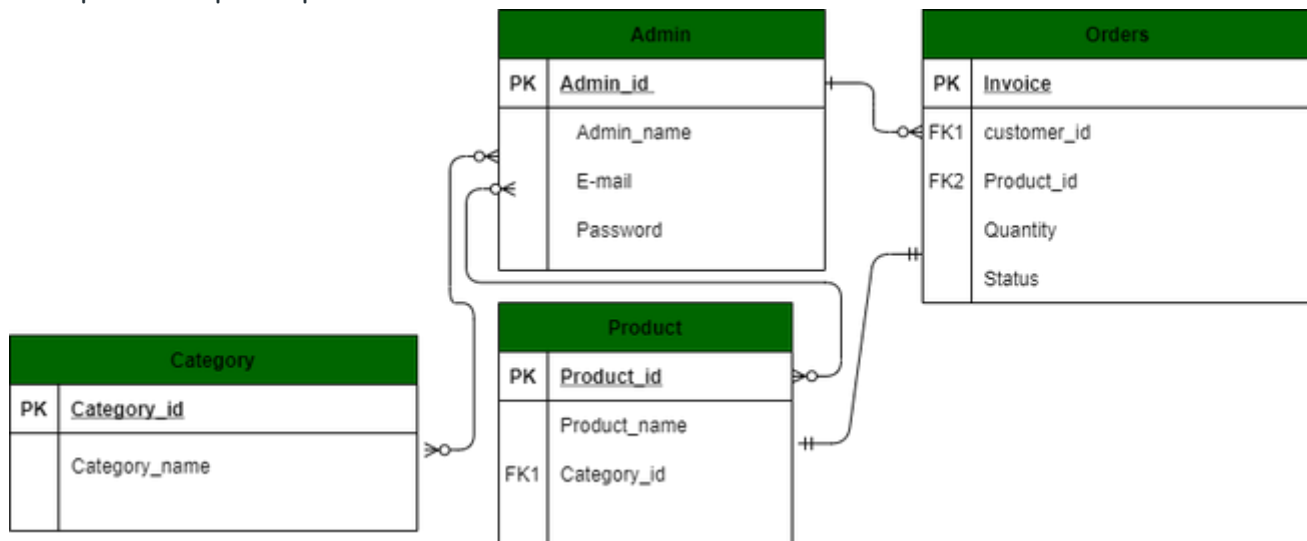 Admin
PK Admin_id
Admin_name
E-mail
Password
Orders
PK Invoice
FK1 customer_id
FK2 Product_id
Quantity
Status
Category
PK Category_id
Category_name
Product
PK Product_id
Product_name
FK1 Category_id